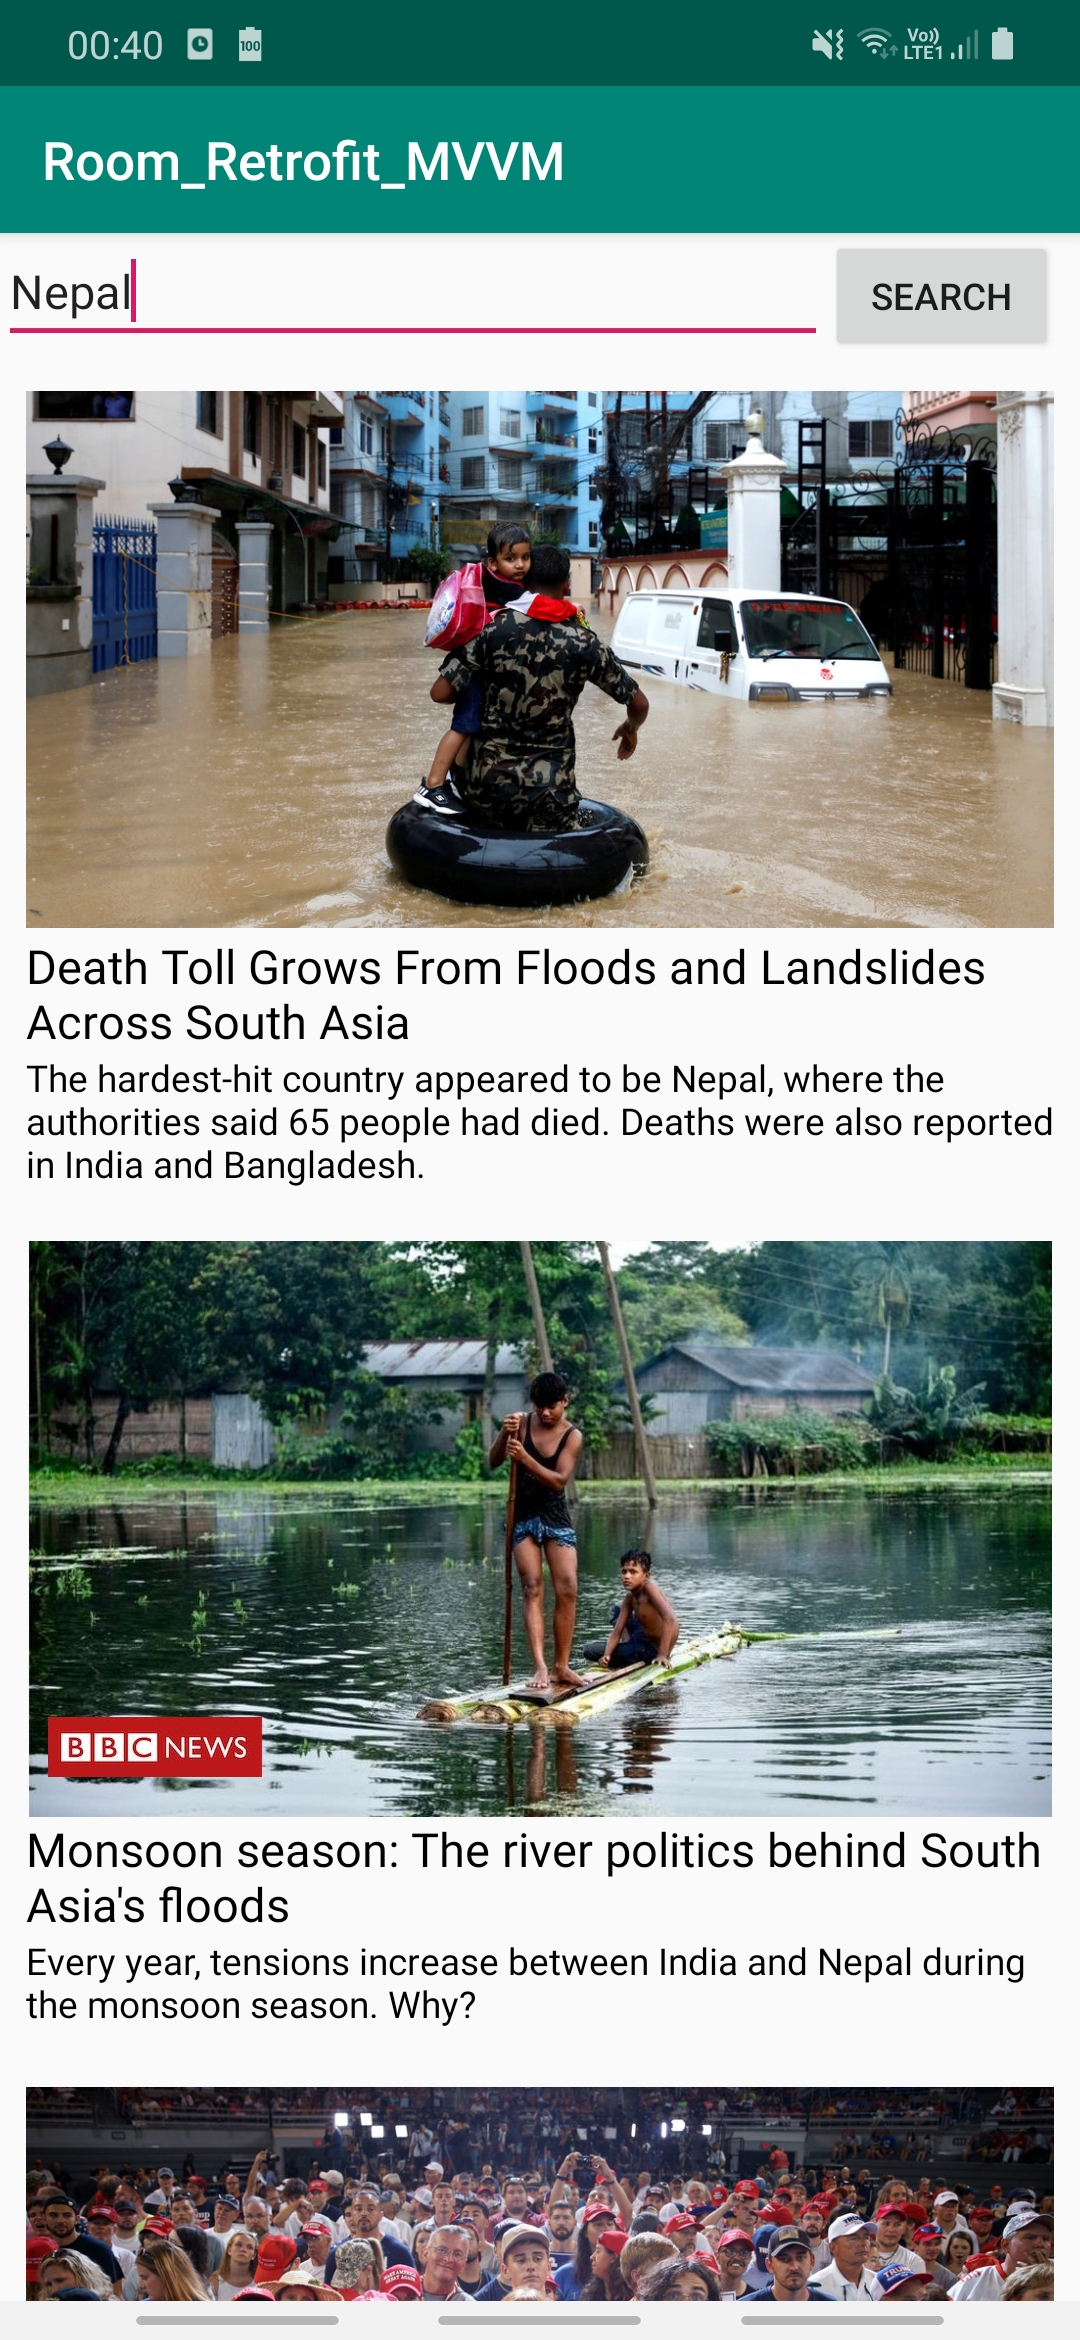 00:40
100
Vo))
LTE1
Room_Retrofit_MVVM
Nepal
SEARCH
Death Toll Grows From Floods and Landslides
Across South Asia
The hardest-hit country appeared to be Nepal, where the
authorities said 65 people had died. Deaths were also reported
in India and Bangladesh.
BBC NEWS
Monsoon season: The river politics behind South
Asia's floods
Every year, tensions increase between India and Nepal during
the monsoon season. Why?
TRUMP